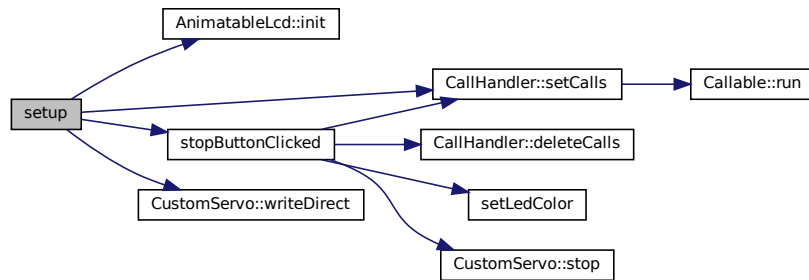 AnimatableLcd::init
CallHandler::setCalls
Callable::run
setup
stopButtonClicked
CallHandler::deleteCalls
CustomServo::writeDirect
setLedColor
CustomServo::stop